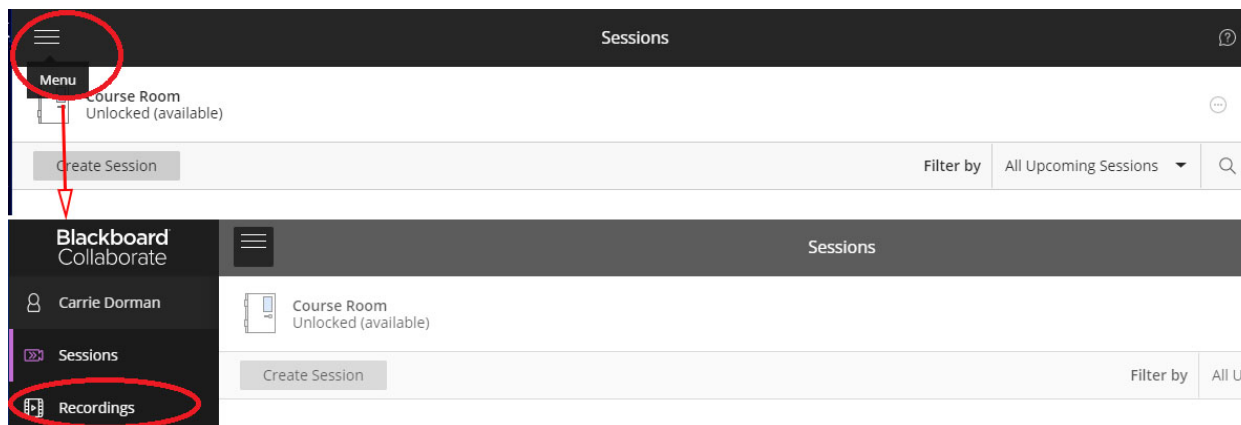 Sessions
Menu
Course Room
Unlocked (available)
Create Session
Filter by
All Upcoming Sessions
Blackboard
Collaborate
Sessions
Carrie Dorman
Course Room
Unlocked (available)
Sessions
Create Session
Filter by
All U
Recordings